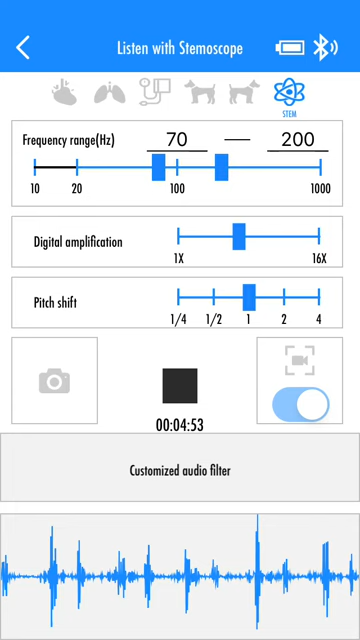 Listen with Stemoscope
STEM
Frequency range(Hz) 70 — 200
10 20 100 1000
Digital amplification
1X 16X
Pitch shift
1/4 1/2 1 2 4
00:04:53
Customized audio filter